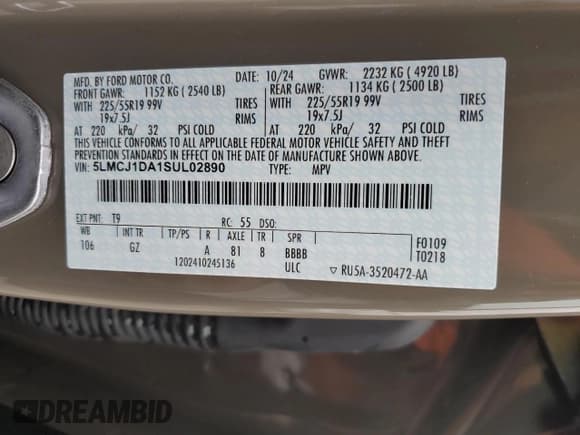 MFD. BY FORD MOTOR CO. DATE: 10/24 GVWR: 2232 KG ( 4920 LB)
FRONT GAWR: 1152 KG ( 2540 LB) REAR GAWR: 1134 KG ( 2500 LB)
WITH 225/55R19 99V TIRES WITH 225/55R19 99V TIRES
19x7.5J RIMS 19x7.5J RIMS
AT 220 kPa/ 32 PSI COLD AT 220 kPa/ 32 PSI COLD
THIS VEHICLE CONFORMS TO ALL APPLICABLE FEDERAL MOTOR VEHICLE SAFETY AND BUMPER
STANDARDS AND THEFT PREVENTION STANDARD IN EFFECT ON THE DATE OF MANUFACTURE SHOWN ABOVE.
VIN: 5LMCJ1DA1SUL02890 TYPE: MPV
EXT PNT: T9 RC: 55 DSO:
WB INT TR TP/PS R AXLE TR SPR F0109
106 GZ A 81 8 BBBB T0218
1202410245136 ULC ▽ RU5A-3520472-AA
DREAMBID